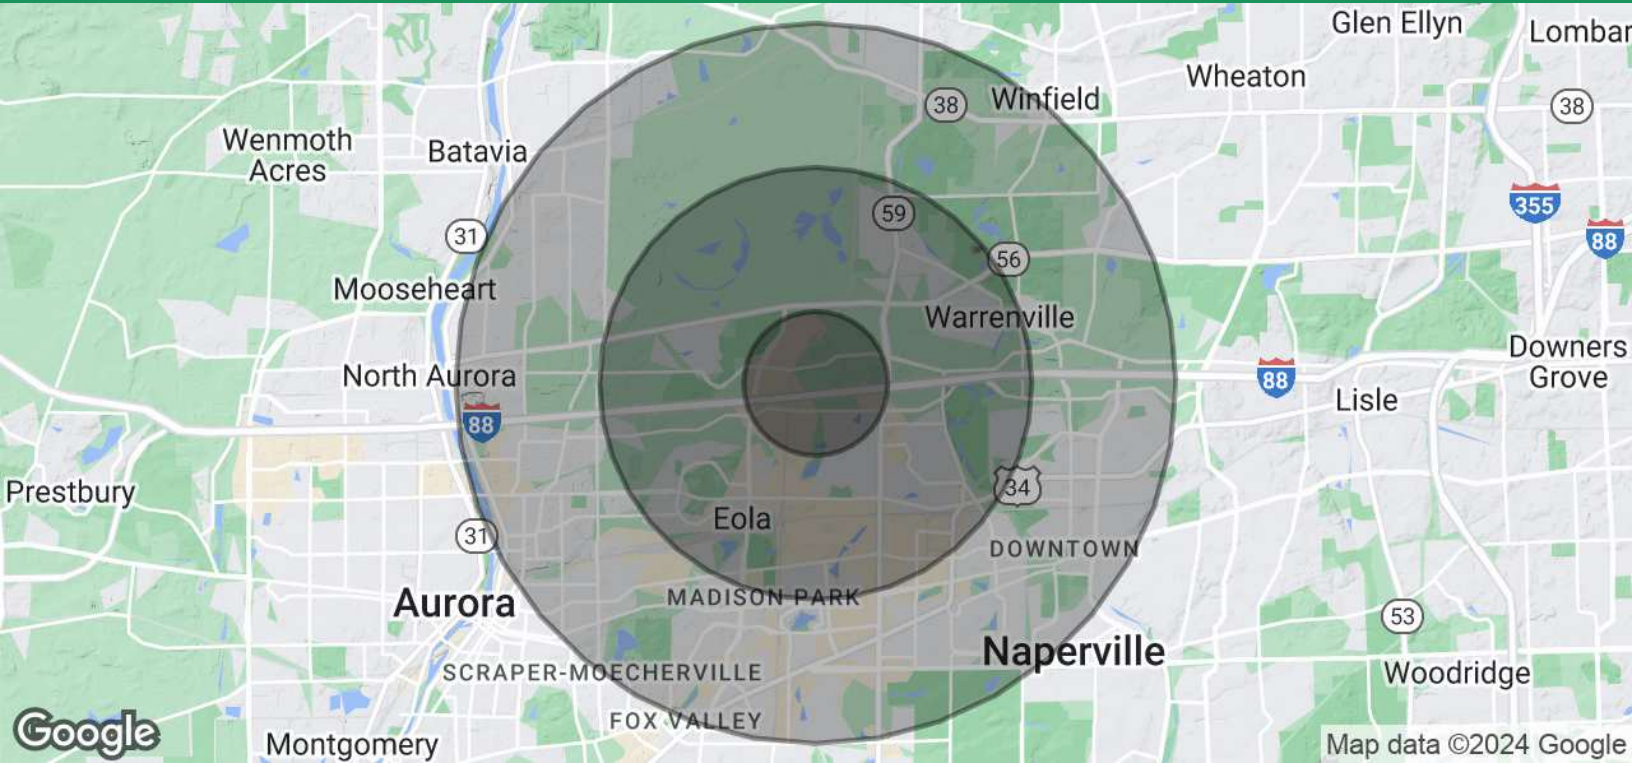 Glen Ellyn
Lombar
Wheaton
38
Winfield
38
Wenmoth
Acres
Batavia
355
59
31
88
56
Mooseheart
Warrenville
Downers
Grove
North Aurora
88
Lisle
88
Prestbury
34
Eola
31
DOWNTOWN
MADISON PARK
Aurora
53
Naperville
SCRAPER-MOECHERVILLE
Woodridge
FOX VALLEY
Google
Montgomery
Map data ©2024 Google